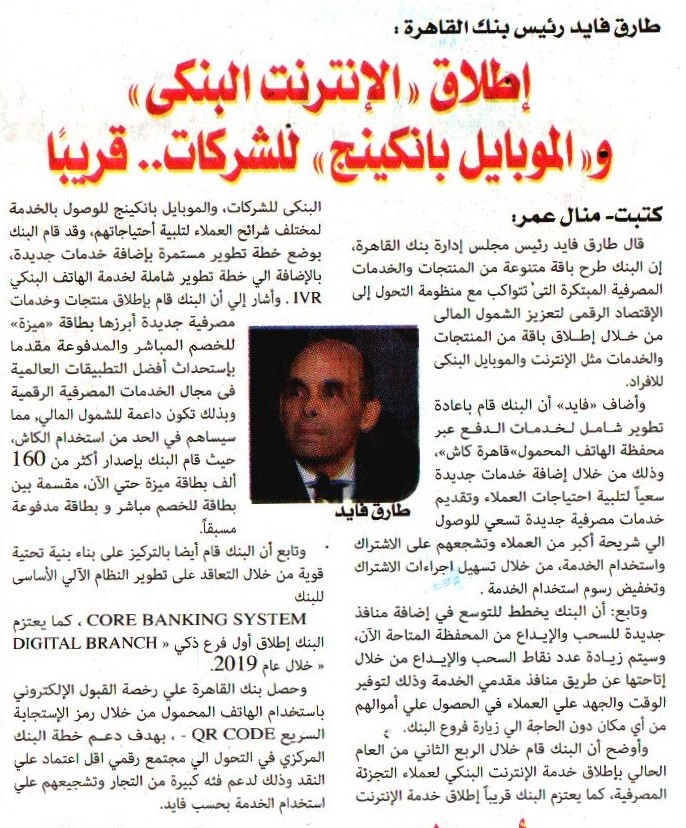 طارق فايد رئيس بنك القاهرة :
إطلاق «الإنترنت البنكى»
و«الموبايل بانكينج» للشركات.. قريبًا
كتبت- منال عمر:
قال طارق فايد رئيس مجلس إدارة بنك القاهرة،
إن البنك طرح باقة متنوعة من المنتجات والخدمات
المصرفية المبتكرة التى تتواكب مع منظومة التحول إلى
الإقتصاد الرقمى لتعزيز الشمول المالى
من خلال إطلاق باقة من المنتجات
والخدمات مثل الإنترنت والموبايل البنكى
للافراد.
وأضاف «فايد» أن البنك قام باعادة
تطوير شامل لخدمات الدفع عبر
محفظة الهاتف المحمول»قاهرة كاش«،
وذلك من خلال إضافة خدمات جديدة
سعياً لتلبية احتياجات العملاء وتقديم
خدمات مصرفية جديدة تسعي للوصول
الي شريحة أكبر من العملاء وتشجعهم على الاشتراك
واستخدام الخدمة، من خلال تسهيل اجراءات الاشتراك
وتخفيض رسوم استخدام الخدمة .
وتابع: أن البنك يخطط للتوسع في إضافة منافذ
جديدة للسحب والإيداع من المحفظة المتاحة الآن،
وسيتم زيادة عدد نقاط السحب والإيداع من خلال
إتاحتها عن طريق منافذ مقدمي الخدمة وذلك لتوفير
الوقت والجهد علي العملاء في الحصول علي أموالهم
من أي مكان دون الحاجة الي زيارة فروع البنك.
وأوضح أن البنك قام خلال الربع الثاني من العام
الحالي بإطلاق خدمة الإنترنت البنكي لعملاء التجزئة
المصرفية، كما يعتزم البنك قريباً إطلاق خدمة الإنترنت
البنكى للشركات، والموبايل بانكينج للوصول بالخدمة
لمختلف شرائح العملاء لتلبية أحتياجاتهم، وقد قام البنك
بوضع خطة تطوير مستمرة بإضافة خدمات جديدة،
بالإضافة الي خطة تطوير شاملة لخدمة الهاتف البنكي
IVR . وأشار إلي أن البنك قام بإطلاق منتجات وخدمات
مصرفية جديدة أبرزها بطاقة «ميزة»
للخصم المباشر والمدفوعة مقدما
بإستحداث أفضل التطبيقات العالمية
فى مجال الخدمات المصرفية الرقمية
وبذلك تكون داعمة للشمول المالي, مما
سيساهم في الحد من استخدام الكاش،
حيث قام البنك بإصدار أكثر من 160
ألف بطاقة ميزة حتي الآن، مقسمة بين
بطاقة للخصم مباشر و بطاقة مدفوعة
مسبقاً.
وتابع أن البنك قام أيضا بالتركيز على بناء بنية تحتية
قوية من خلال التعاقد على تطوير النظام الآلي الأساسى
للبنك
CORE BANKING SYSTEM ، كما يعتزم
البنك إطلاق أول فرع ذكي « DIGITAL BRANCH
» خلال عام 2019.
وحصل بنك القاهرة علي رخصة القبول الإلكتروني
باستخدام الهاتف المحمول من خلال رمز الإستجابة
السريع QR CODE - ، بهدف دعم خطة البنك
المركزي في التحول الي مجتمع رقمي اقل اعتماد علي
النقد وذلك لدعم فئه كبيرة من التجار وتشجيعهم علي
استخدام الخدمة بحسب فايد.
طارق فايد